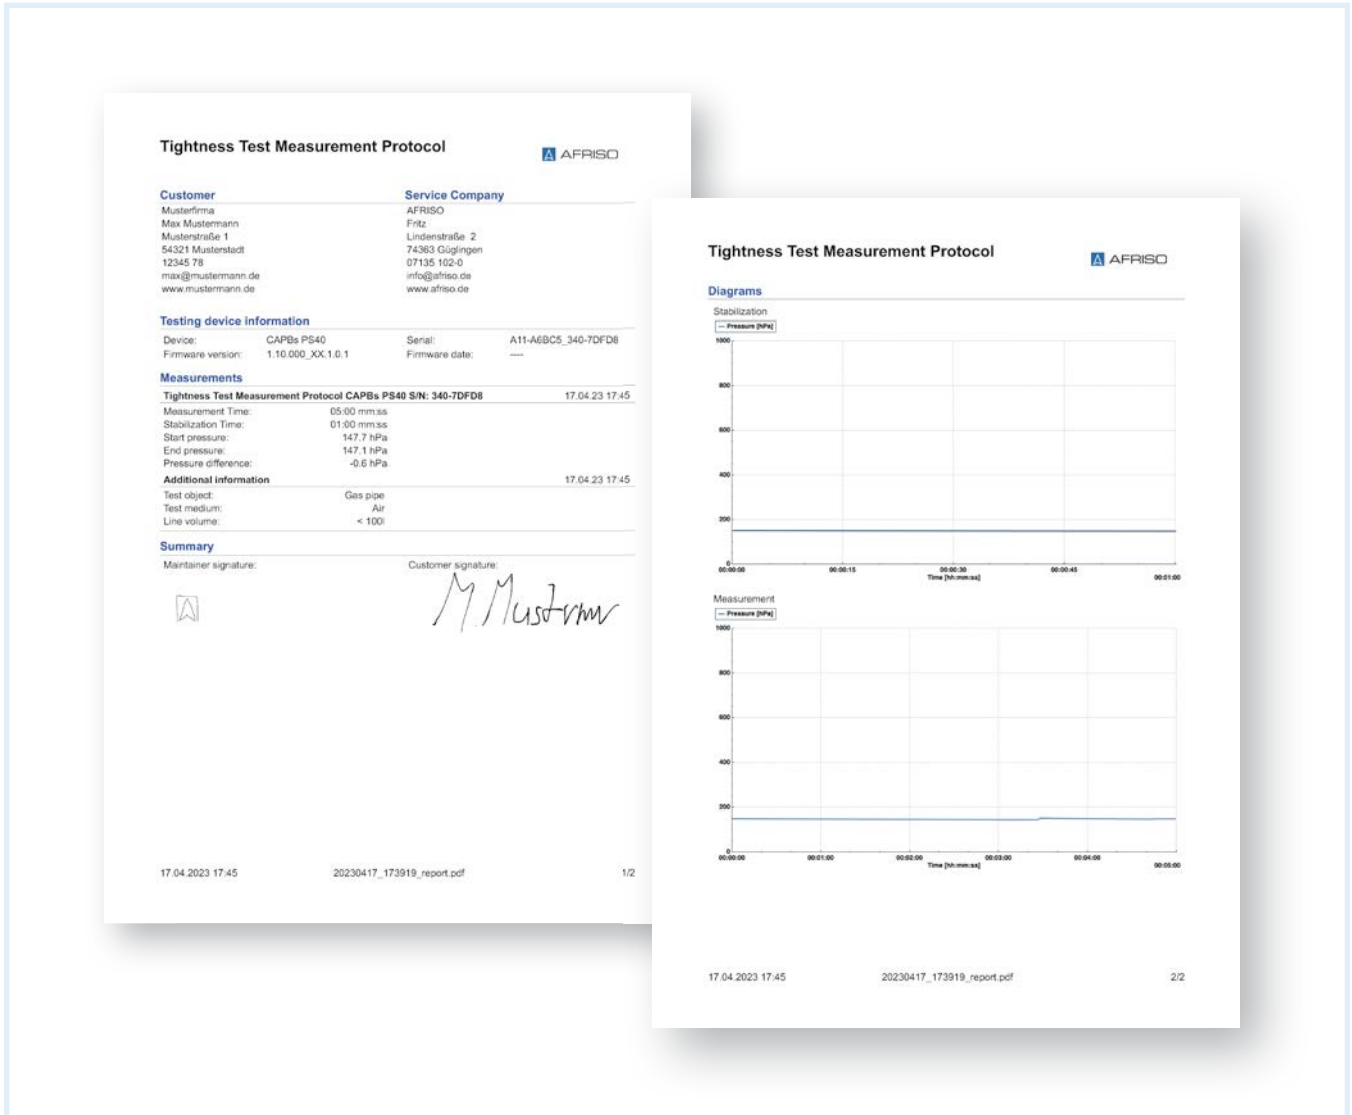 Tightness Test Measurement Protocol
AFRISO
Customer
Musterfirma
Max Mustermann
Musterstraße 1
54321 Musterstadt
12345 78
max@mustermann.de
www.mustermann.de
Service Company
AFRISO
Fritz
Lindenstraße 2
74363 Güglingen
07135 102-0
info@afriso.de
www.afriso.de
Testing device information
Device: CAPBs PS40 Serial: A11-A6BC5_340-7DFD8
Firmware version: 1.10.000_XX.1.0.1 Firmware date: ----
Measurements
Tightness Test Measurement Protocol CAPBs PS40 S/N: 340-7DFD8 17.04.23 17:45
Measurement Time: 05:00 mm:ss
Stabilization Time: 01:00 mm:ss
Start pressure: 147.7 hPa
End pressure: 147.1 hPa
Pressure difference: -0.6 hPa
Additional information 17.04.23 17:45
Test object: Gas pipe
Test medium: Air
Line volume: < 100l
Summary
Maintainer signature: Customer signature:
17.04.2023 17:45 20230417_173919_report.pdf 1/2
Tightness Test Measurement Protocol
AFRISO
Diagrams
Stabilization
Pressure [hPa]
1000
800
600
400
200
0
00:00:00 00:00:15 00:00:30 00:00:45 00:01:00
Time [hh:mm:ss]
Measurement
Pressure [hPa]
1000
800
600
400
200
0
00:00:00 00:01:00 00:02:00 00:03:00 00:04:00 00:05:00
Time [hh:mm:ss]
17.04.2023 17:45 20230417_173919_report.pdf 2/2